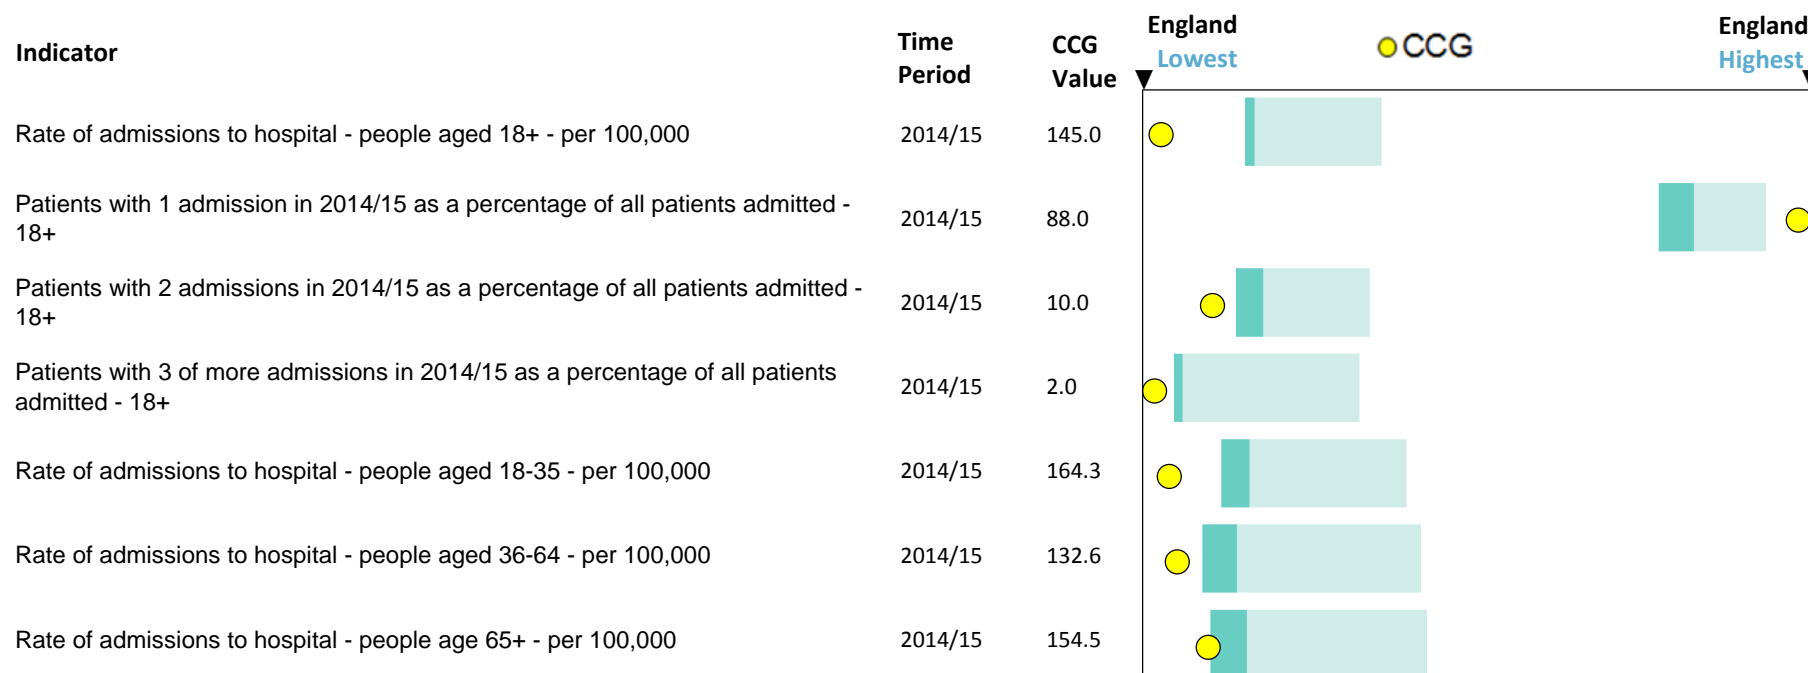 Indicator
Time Period
CCG Value
England Lowest
CCG
England Highest
Rate of admissions to hospital - people aged 18+ - per 100,000 2014/15 145.0
Patients with 1 admission in 2014/15 as a percentage of all patients admitted -
18+
2014/15 88.0
Patients with 2 admissions in 2014/15 as a percentage of all patients admitted -
18+
2014/15 10.0
Patients with 3 of more admissions in 2014/15 as a percentage of all patients
admitted - 18+
2014/15 2.0
Rate of admissions to hospital - people aged 18-35 - per 100,000 2014/15 164.3
Rate of admissions to hospital - people aged 36-64 - per 100,000 2014/15 132.6
Rate of admissions to hospital - people age 65+ - per 100,000 2014/15 154.5